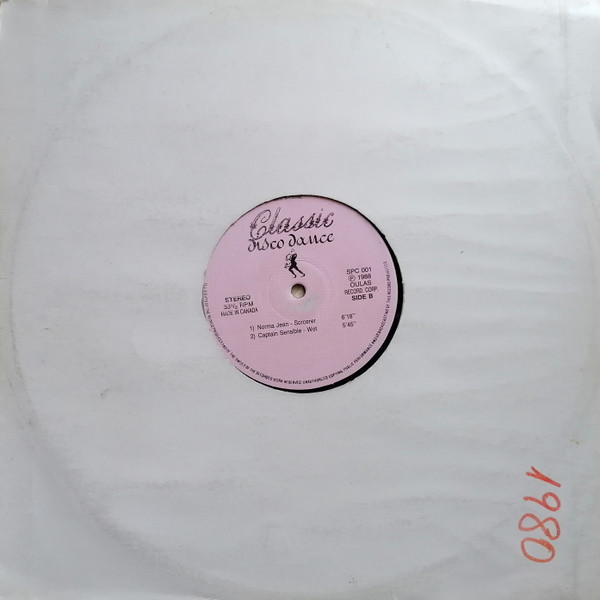 Classic
disco dance
SPC 001
℗ 1988
OULAS
RECORD. CORP.
SIDE B
STEREO
33⅓ RPM
MADE IN CANADA
1) Norma Jean - Sorcerer 6'18"
2) Captain Sensible - Wot 5'45"
1980